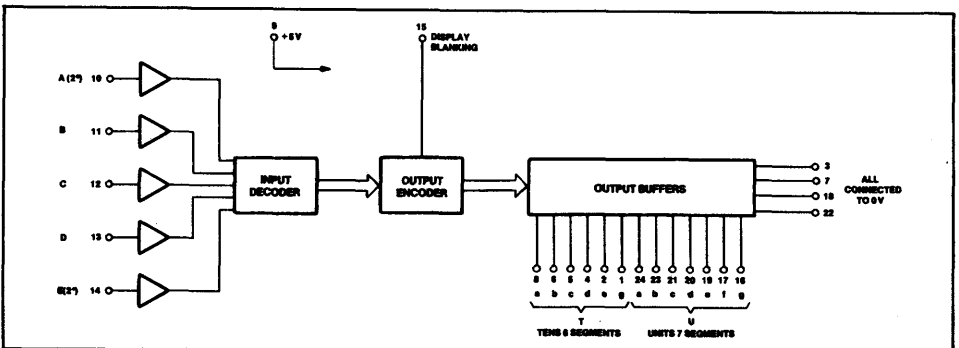 9
+5V
15
DISPLAY
BLANKING
A (2⁰) 10
B 11
C 12
D 13
E(2⁴) 14
INPUT
DECODER
OUTPUT
ENCODER
OUTPUT BUFFERS
3
7
18
22
ALL
CONNECTED
TO 0V
8 6 5 4 2 1 24 23 21 20 19 17 16
a b c d e g a b c d e f g
T U
TENS 6 SEGMENTS UNITS 7 SEGMENTS